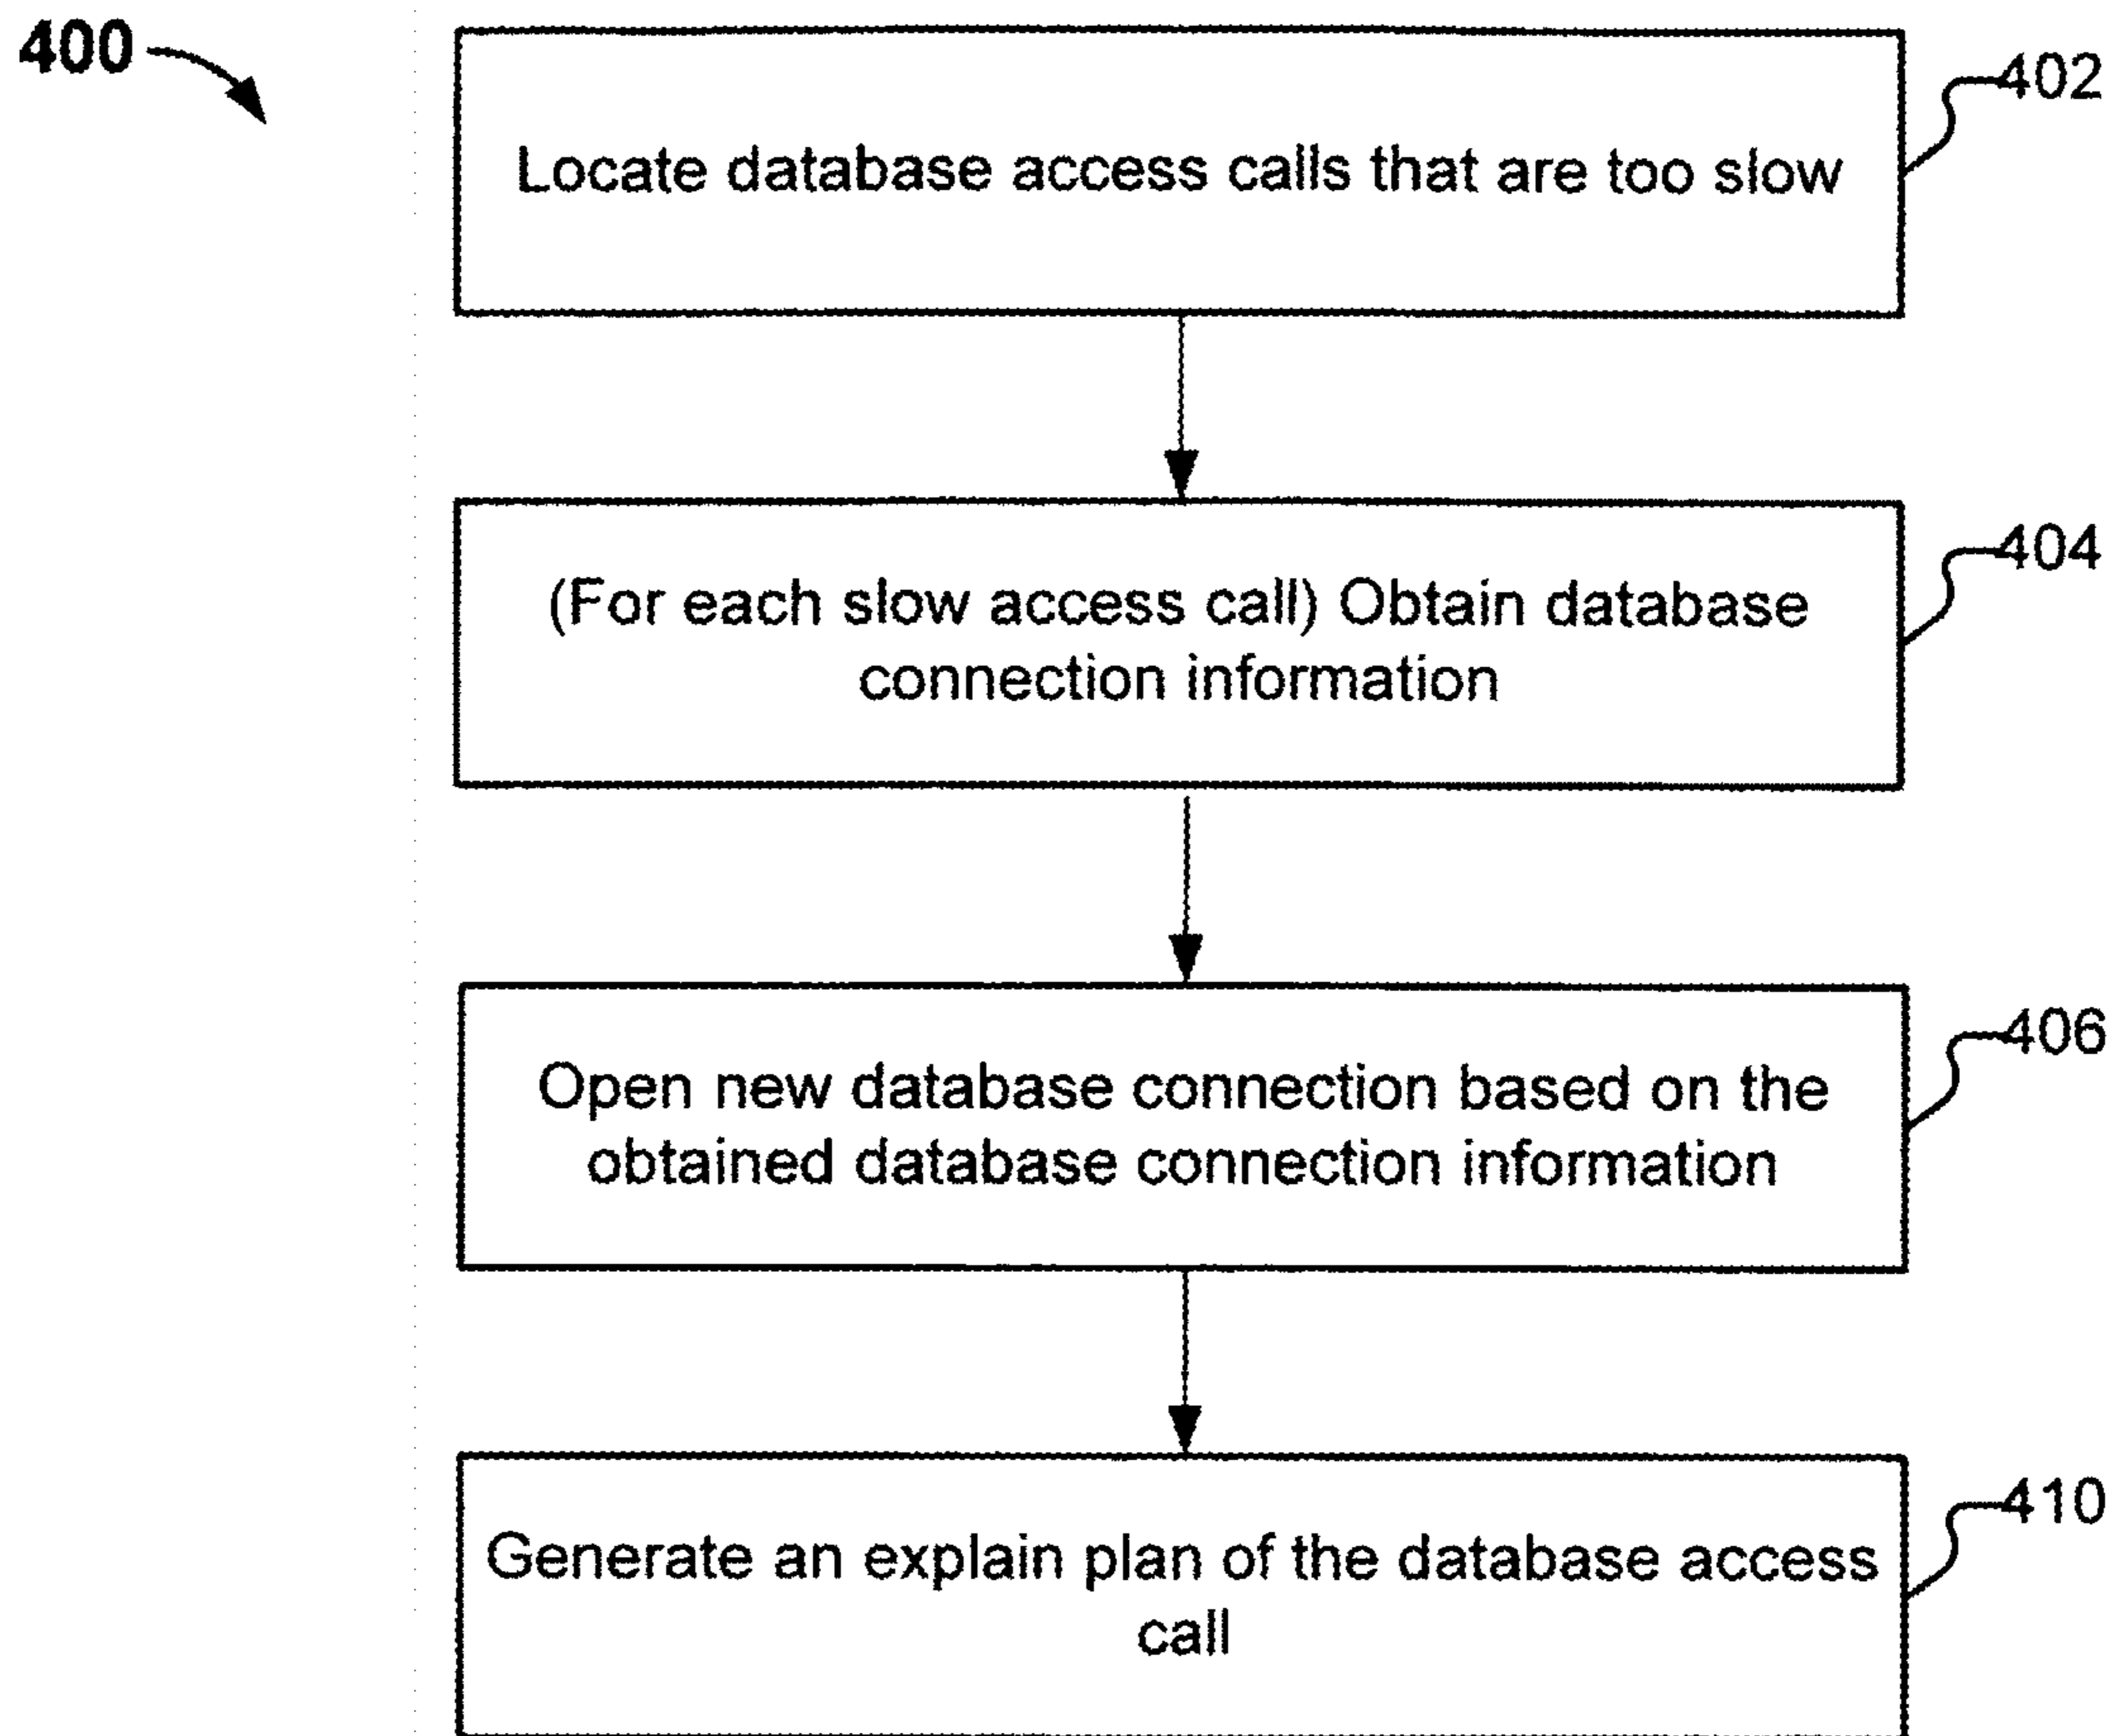 400
402
Locate database access calls that are too slow
404
(For each slow access call) Obtain database
connection information
406
Open new database connection based on the
obtained database connection information
410
Generate an explain plan of the database access
call